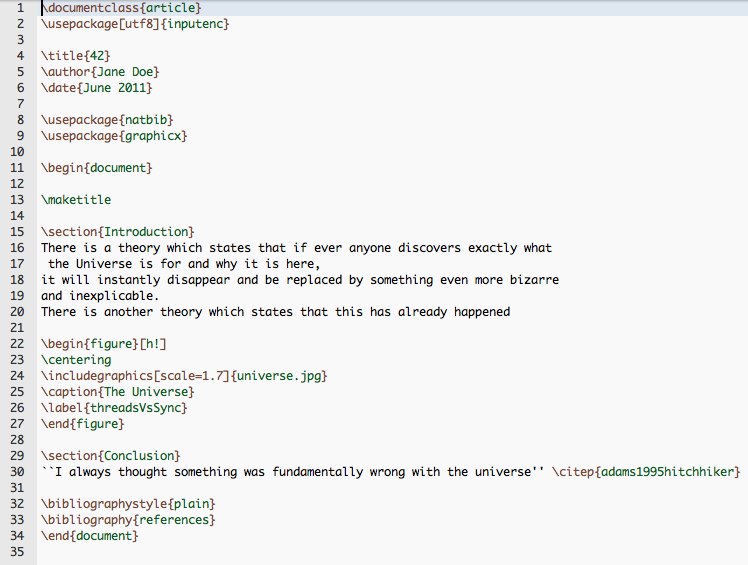 1 \documentclass{article}
2 \usepackage[utf8]{inputenc}
3
4 \title{42}
5 \author{Jane Doe}
6 \date{June 2011}
7
8 \usepackage{natbib}
9 \usepackage{graphicx}
10
11 \begin{document}
12
13 \maketitle
14
15 \section{Introduction}
16 There is a theory which states that if ever anyone discovers exactly what
17  the Universe is for and why it is here,
18 it will instantly disappear and be replaced by something even more bizarre
19 and inexplicable.
20 There is another theory which states that this has already happened
21
22 \begin{figure}[h!]
23 \centering
24 \includegraphics[scale=1.7]{universe.jpg}
25 \caption{The Universe}
26 \label{threadsVsSync}
27 \end{figure}
28
29 \section{Conclusion}
30 ``I always thought something was fundamentally wrong with the universe'' \citep{adams1995hitchhiker}
31
32 \bibliographystyle{plain}
33 \bibliography{references}
34 \end{document}
35